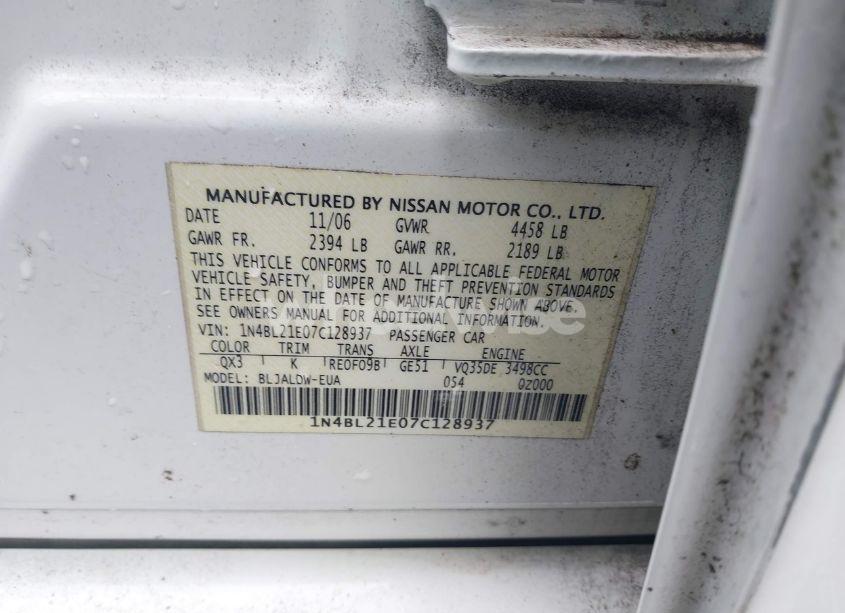 MANUFACTURED BY NISSAN MOTOR CO., LTD.
DATE 11/06 GVWR 4458 LB
GAWR FR. 2394 LB GAWR RR. 2189 LB
THIS VEHICLE CONFORMS TO ALL APPLICABLE FEDERAL MOTOR
VEHICLE SAFETY, BUMPER AND THEFT PREVENTION STANDARDS
IN EFFECT ON THE DATE OF MANUFACTURE SHOWN ABOVE.
SEE OWNERS MANUAL FOR ADDITIONAL INFORMATION.
VIN: 1N4BL21E07C128937 PASSENGER CAR
COLOR TRIM TRANS AXLE ENGINE
QX3 K RE0F09B GE51 VQ35DE 3498CC
MODEL: BLJALDW-EUA 054 QZ000
1N4BL21E07C128937